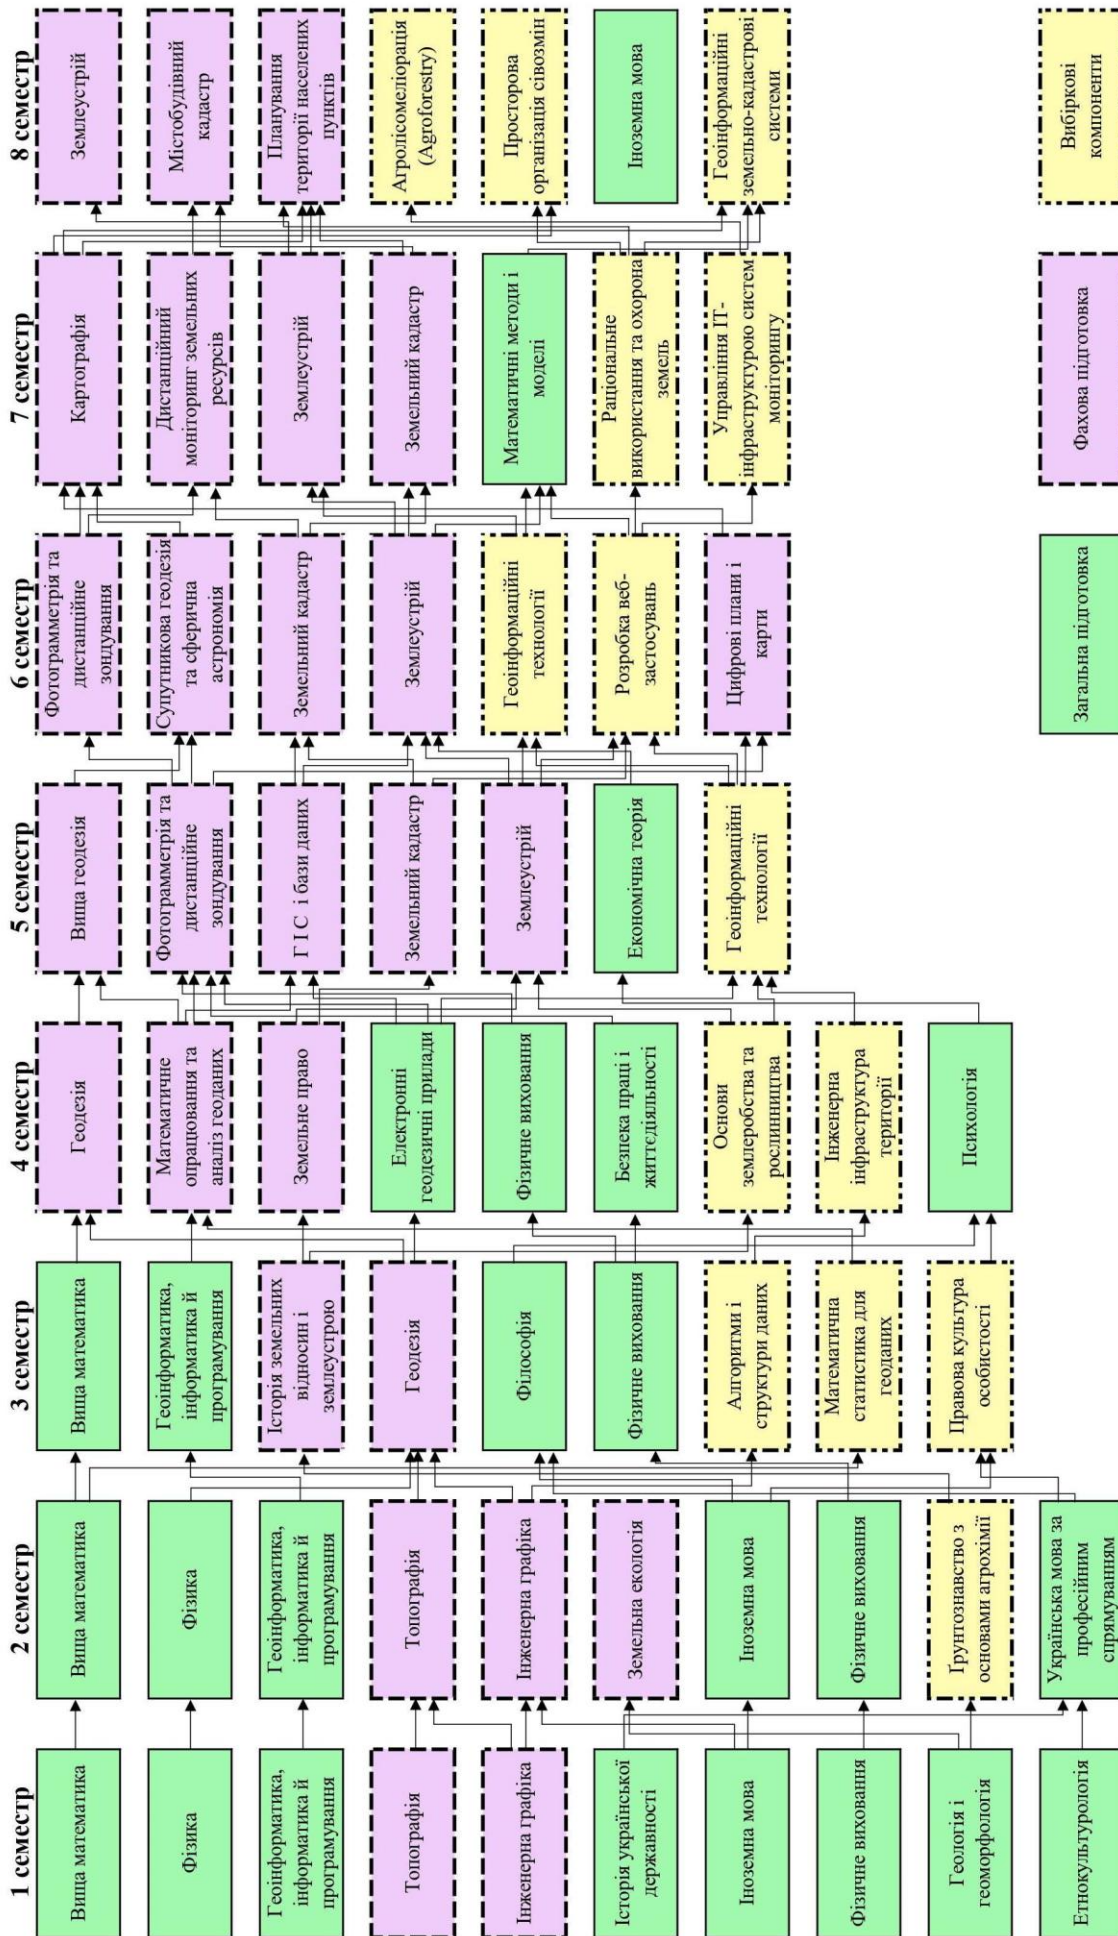 1 семестр
Вища математика
Фізика
Геоінформатика,
інформатика й
програмування
Топографія
Інженерна графіка
Історія української
державності
Іноземна мова
Фізичне виховання
Геологія і
геоморфологія
Етнокультурологія
2 семестр
Вища математика
Фізика
Геоінформатика,
інформатика й
програмування
Топографія
Інженерна графіка
Земельна екологія
Іноземна мова
Фізичне виховання
Ґрунтознавство з
основами агрохімії
Українська мова за
професійним
спрямуванням
3 семестр
Вища математика
Геоінформатика,
інформатика й
програмування
Історія земельних
відносин і
землеустрою
Геодезія
Філософія
Фізичне виховання
Алгоритми і
структури даних
Математична
статистика для
геоданих
Правова культура
особистості
4 семестр
Геодезія
Математичне
опрацювання та
аналіз геоданих
Земельне право
Електронні
геодезичні прилади
Фізичне виховання
Безпека праці і
життєдіяльності
Основи
землеробства та
рослинництва
Інженерна
інфраструктура
території
Психологія
5 семестр
Вища геодезія
Фотограмметрія та
дистанційне
зондування
Г І С і бази даних
Земельний кадастр
Землеустрій
Економічна теорія
Геоінформаційні
технології
6 семестр
Фотограмметрія та
дистанційне
зондування
Супутникова геодезія
та сферична
астрономія
Земельний кадастр
Землеустрій
Геоінформаційні
технології
Розробка веб-
застосувань
Цифрові плани і
карти
7 семестр
Картографія
Дистанційний
моніторинг земельних
ресурсів
Землеустрій
Земельний кадастр
Математичні методи і
моделі
Раціональне
використання та охорона
земель
Управління ІТ-
інфраструктурою систем
моніторингу
8 семестр
Землеустрій
Містобудівний
кадастр
Планування
території населених
пунктів
Агролісомеліорація
(Agroforestry)
Просторова
організація сівозмін
Іноземна мова
Геоінформаційні
земельно-кадастрові
системи
Загальна підготовка
Фахова підготовка
Вибіркові
компоненти